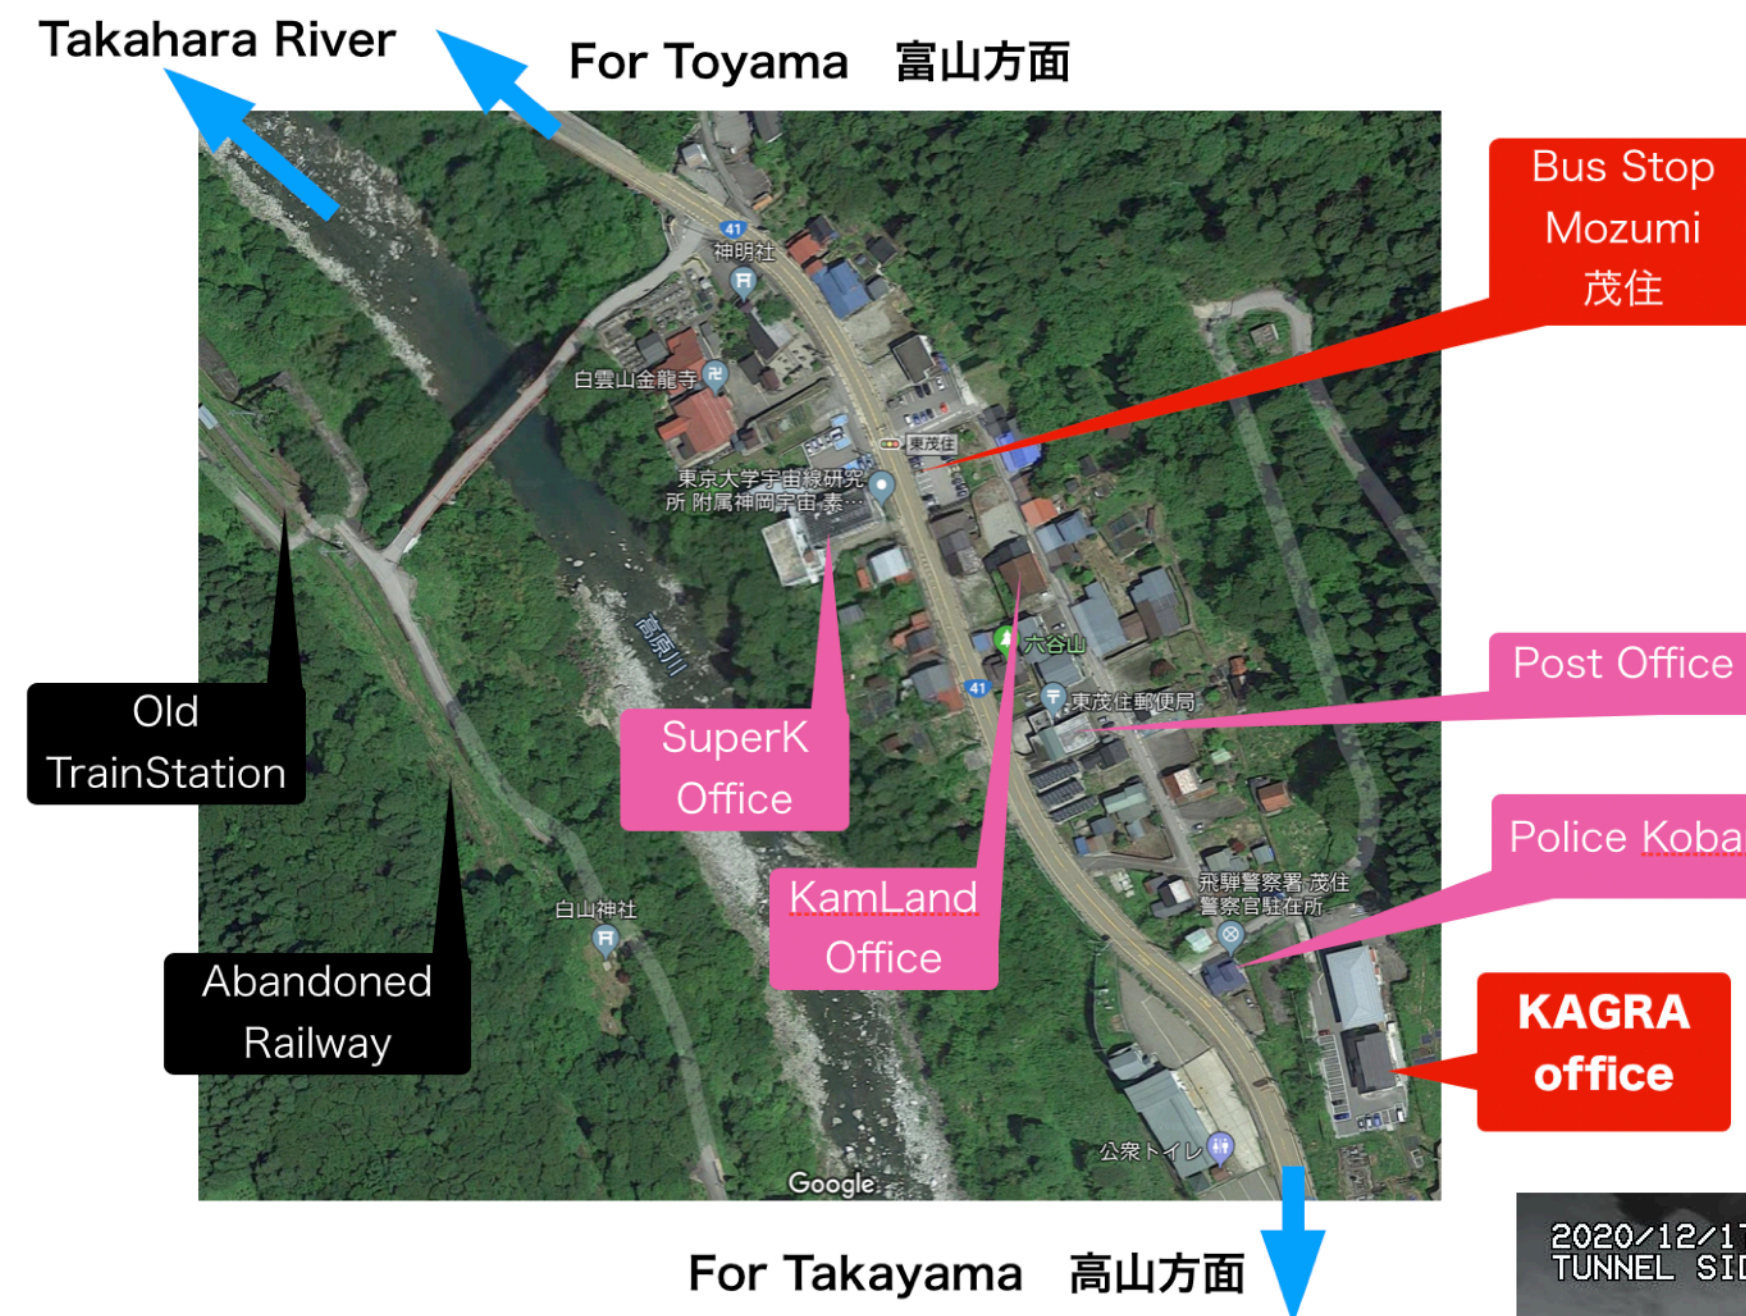 Takahara River
For Toyama 富山方面
Bus Stop
Mozumi
茂住
41
神明社
白雲山金龍寺
東茂住
東京大学宇宙線研究
所 附属神岡宇宙 素…
高原川
六谷山
41
東茂住郵便局
Post Office
Old
TrainStation
SuperK
Office
Police Koba
飛騨警察署 茂住
警察官駐在所
KamLand
Office
白山神社
Abandoned
Railway
KAGRA
office
公衆トイレ
Google
2020/12/17
TUNNEL SID
For Takayama 高山方面